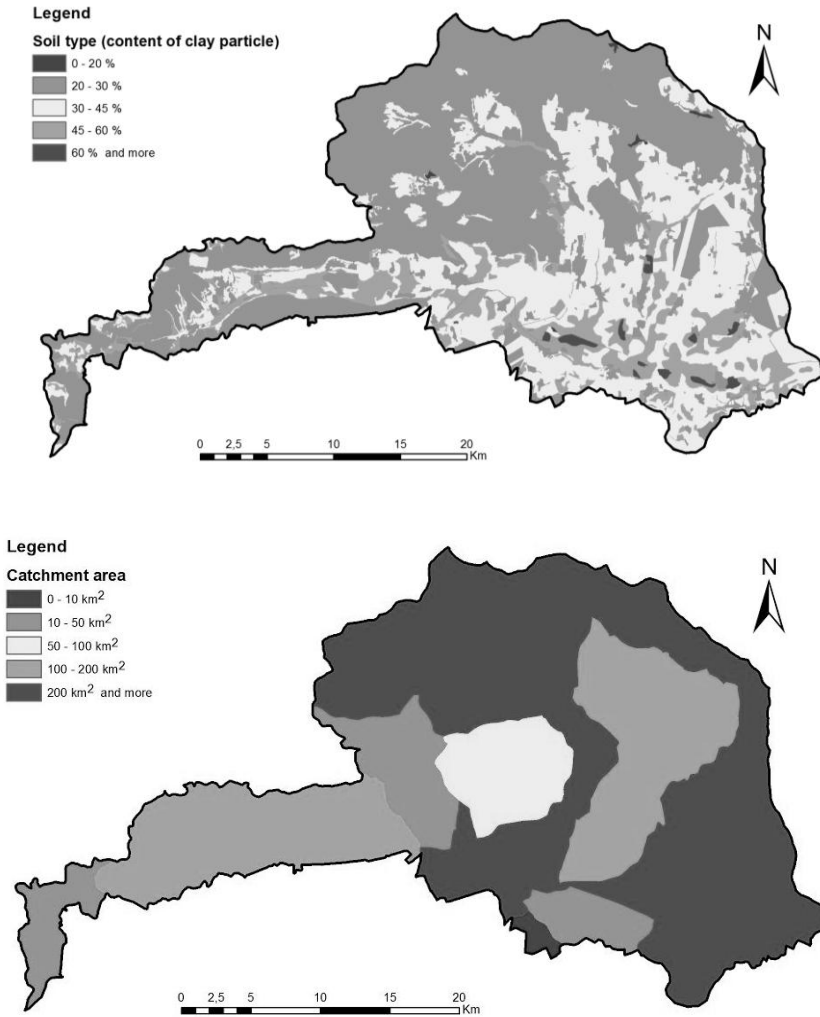 Legend
Soil type (content of clay particle)
0 - 20 %
20 - 30 %
30 - 45 %
45 - 60 %
60 % and more
N
0 2,5 5 10 15 20
Km
Legend
Catchment area
0 - 10 km²
10 - 50 km²
50 - 100 km²
100 - 200 km²
200 km² and more
N
0 2,5 5 10 15 20
Km